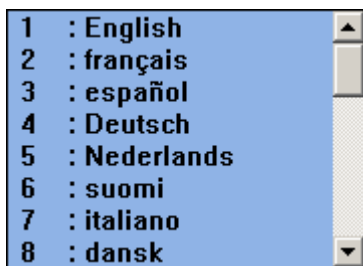 1 : English
2 : français
3 : español
4 : Deutsch
5 : Nederlands
6 : suomi
7 : italiano
8 : dansk